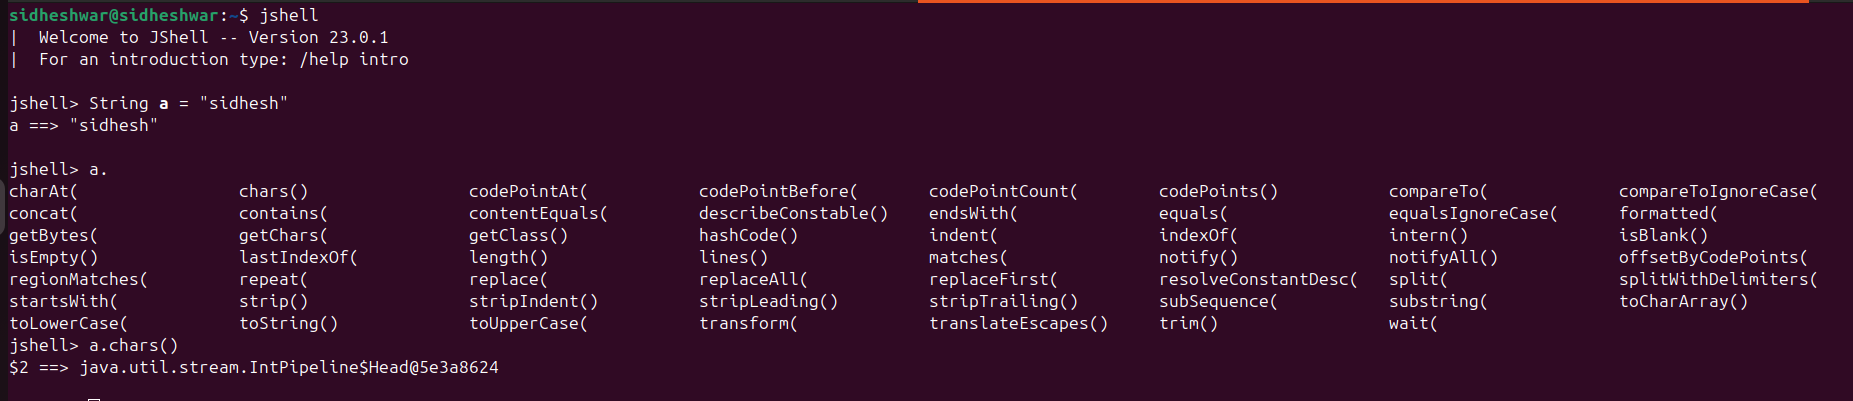 sidheshwar@sidheshwar:~$ jshell
|  Welcome to JShell -- Version 23.0.1
|  For an introduction type: /help intro
jshell> String a = "sidhesh"
a ==> "sidhesh"
jshell> a.
charAt(                chars()                codePointAt(           codePointBefore(       codePointCount(        codePoints()           compareTo(             compareToIgnoreCase(
concat(                contains(              contentEquals(         describeConstable()    endsWith(              equals(                equalsIgnoreCase(      formatted(
getBytes(              getChars(              getClass()             hashCode()             indent(                indexOf(               intern()               isBlank()
isEmpty()              lastIndexOf(           length()               lines()                matches(               notify()               notifyAll()            offsetByCodePoints(
regionMatches(         repeat(                replace(               replaceAll(            replaceFirst(          resolveConstantDesc(   split(                 splitWithDelimiters(
startsWith(            strip()                stripIndent()          stripLeading()         stripTrailing()        subSequence(           substring(             toCharArray()
toLowerCase(           toString()             toUpperCase(           transform(             translateEscapes()     trim()                 wait(
jshell> a.chars()
$2 ==> java.util.stream.IntPipeline$Head@5e3a8624